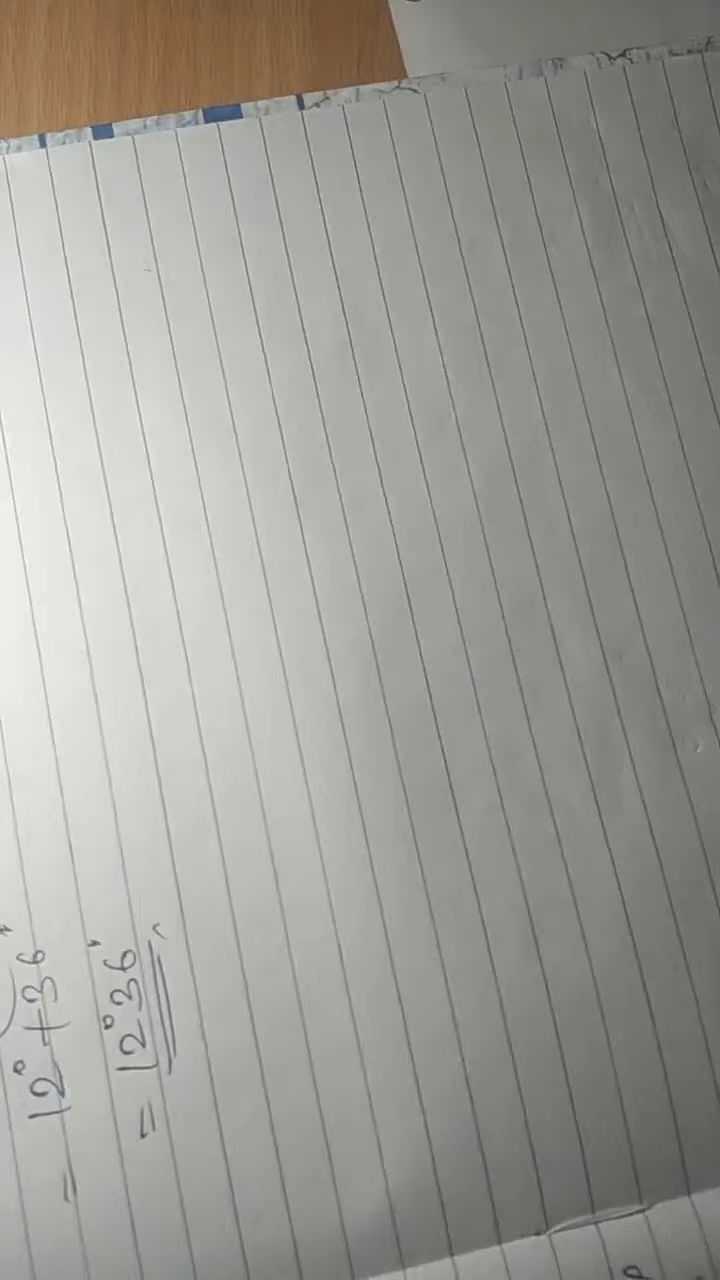 = 12° + 36'
= 12° 36'